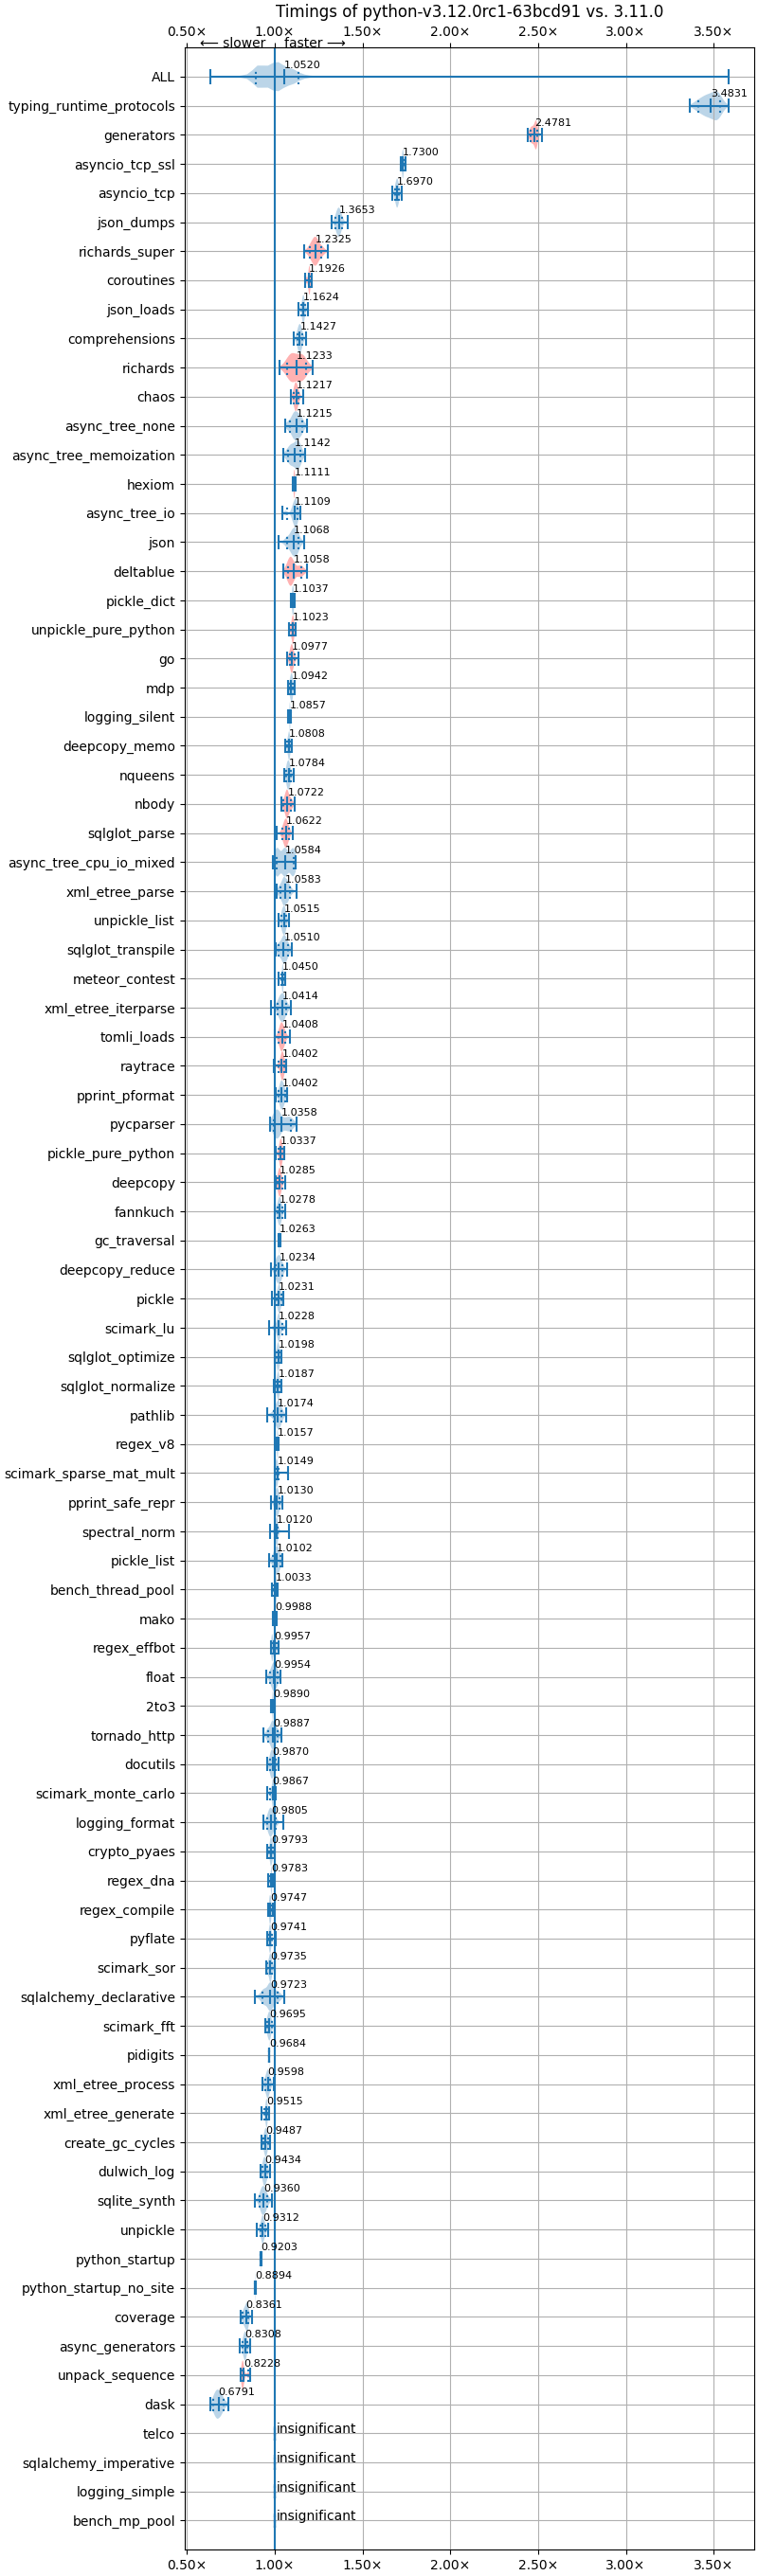 Timings of python-v3.12.0rc1-63bcd91 vs. 3.11.0
0.50× 1.00× 1.50× 2.00× 2.50× 3.00× 3.50×
⟵ slower faster ⟶
ALL 1.0520
typing_runtime_protocols 3.4831
generators 2.4781
asyncio_tcp_ssl 1.7300
asyncio_tcp 1.6970
json_dumps 1.3653
richards_super 1.2325
coroutines 1.1926
json_loads 1.1624
comprehensions 1.1427
richards 1.1233
chaos 1.1217
async_tree_none 1.1215
async_tree_memoization 1.1142
hexiom 1.1111
async_tree_io 1.1109
json 1.1068
deltablue 1.1058
pickle_dict 1.1037
unpickle_pure_python 1.1023
go 1.0977
mdp 1.0942
logging_silent 1.0857
deepcopy_memo 1.0808
nqueens 1.0784
nbody 1.0722
sqlglot_parse 1.0622
async_tree_cpu_io_mixed 1.0584
xml_etree_parse 1.0583
unpickle_list 1.0515
sqlglot_transpile 1.0510
meteor_contest 1.0450
xml_etree_iterparse 1.0414
tomli_loads 1.0408
raytrace 1.0402
pprint_pformat 1.0402
pycparser 1.0358
pickle_pure_python 1.0337
deepcopy 1.0285
fannkuch 1.0278
gc_traversal 1.0263
deepcopy_reduce 1.0234
pickle 1.0231
scimark_lu 1.0228
sqlglot_optimize 1.0198
sqlglot_normalize 1.0187
pathlib 1.0174
regex_v8 1.0157
scimark_sparse_mat_mult 1.0149
pprint_safe_repr 1.0130
spectral_norm 1.0120
pickle_list 1.0102
bench_thread_pool 1.0033
mako 0.9988
regex_effbot 0.9957
float 0.9954
2to3 0.9890
tornado_http 0.9887
docutils 0.9870
scimark_monte_carlo 0.9867
logging_format 0.9805
crypto_pyaes 0.9793
regex_dna 0.9783
regex_compile 0.9747
pyflate 0.9741
scimark_sor 0.9735
sqlalchemy_declarative 0.9723
scimark_fft 0.9695
pidigits 0.9684
xml_etree_process 0.9598
xml_etree_generate 0.9515
create_gc_cycles 0.9487
dulwich_log 0.9434
sqlite_synth 0.9360
unpickle 0.9312
python_startup 0.9203
python_startup_no_site 0.8894
coverage 0.8361
async_generators 0.8308
unpack_sequence 0.8228
dask 0.6791
telco insignificant
sqlalchemy_imperative insignificant
logging_simple insignificant
bench_mp_pool insignificant
0.50× 1.00× 1.50× 2.00× 2.50× 3.00× 3.50×